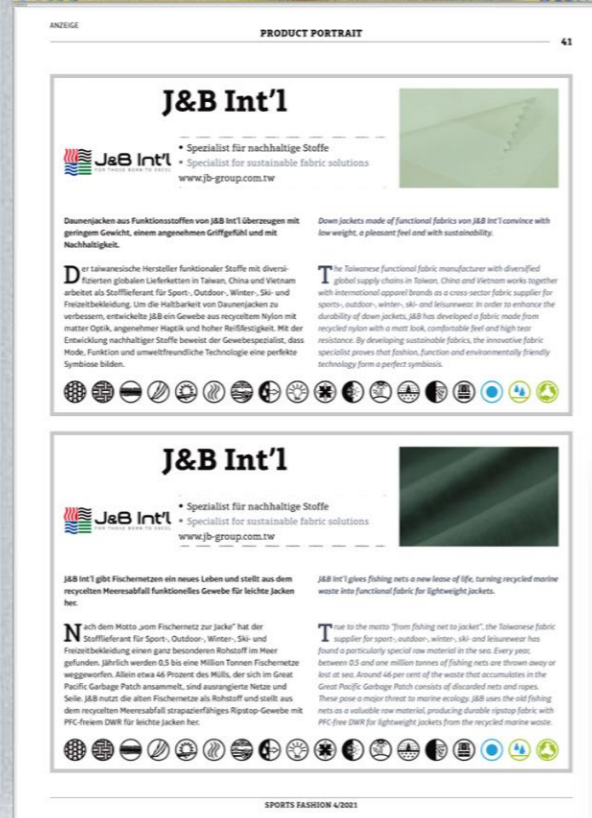 ANZEIGE
PRODUCT PORTRAIT
41
J&B Int'l
J&B Int'l
FOR THOSE BORN TO EXCEL
• Spezialist für nachhaltige Stoffe
• Specialist for sustainable fabric solutions
www.jb-group.com.tw
Daunenjacken aus Funktionsstoffen von J&B Int'l überzeugen mit
geringem Gewicht, einem angenehmen Griffgefühl und mit
Nachhaltigkeit.
Der taiwanesische Hersteller funktionaler Stoffe mit diversi-
fizierten globalen Lieferketten in Taiwan, China und Vietnam
arbeitet als Stofflieferant für Sport-, Outdoor-, Winter-, Ski- und
Freizeitbekleidung. Um die Haltbarkeit von Daunenjacken zu
verbessern, entwickelte J&B ein Gewebe aus recyceltem Nylon mit
matter Optik, angenehmer Haptik und hoher Reißfestigkeit. Mit der
Entwicklung nachhaltiger Stoffe beweist der Gewebespezialist, dass
Mode, Funktion und umweltfreundliche Technologie eine perfekte
Symbiose bilden.
Down jackets made of functional fabrics von J&B Int'l convince with
low weight, a pleasant feel and with sustainability.
The Taiwanese functional fabric manufacturer with diversified
global supply chains in Taiwan, China and Vietnam works together
with international apparel brands as a cross-sector fabric supplier for
sports-, outdoor-, winter-, ski- and leisurewear. In order to enhance the
durability of down jackets, J&B has developed a fabric made from
recycled nylon with a matt look, comfortable feel and high tear
resistance. By developing sustainable fabrics, the innovative fabric
specialist proves that fashion, function and environmentally friendly
technology form a perfect symbiosis.
J&B Int'l
J&B Int'l
FOR THOSE BORN TO EXCEL
• Spezialist für nachhaltige Stoffe
• Specialist for sustainable fabric solutions
www.jb-group.com.tw
J&B Int'l gibt Fischernetzen ein neues Leben und stellt aus dem
recycelten Meeresabfall funktionelles Gewebe für leichte Jacken
her.
Nach dem Motto „vom Fischernetz zur Jacke" hat der
Stofflieferant für Sport-, Outdoor-, Winter-, Ski- und
Freizeitbekleidung einen ganz besonderen Rohstoff im Meer
gefunden. Jährlich werden 0,5 bis eine Million Tonnen Fischernetze
weggeworfen. Allein etwa 46 Prozent des Mülls, der sich im Great
Pacific Garbage Patch ansammelt, sind ausrangierte Netze und
Seile. J&B nutzt die alten Fischernetze als Rohstoff und stellt aus
dem recycelten Meeresabfall strapazierfähiges Ripstop-Gewebe mit
PFC-freiem DWR für leichte Jacken her.
J&B Int'l gives fishing nets a new lease of life, turning recycled marine
waste into functional fabric for lightweight jackets.
True to the motto "from fishing net to jacket", the Taiwanese fabric
supplier for sport-, outdoor-, winter-, ski- and leisurewear has
found a particularly special raw material in the sea. Every year,
between 0.5 and one million tonnes of fishing nets are thrown away or
lost at sea. Around 46 per cent of the waste that accumulates in the
Great Pacific Garbage Patch consists of discarded nets and ropes.
These pose a major threat to marine ecology. J&B uses the old fishing
nets as a valuable raw material, producing durable ripstop fabric with
PFC-free DWR for lightweight jackets from the recycled marine waste.
SPORTS FASHION 4/2021